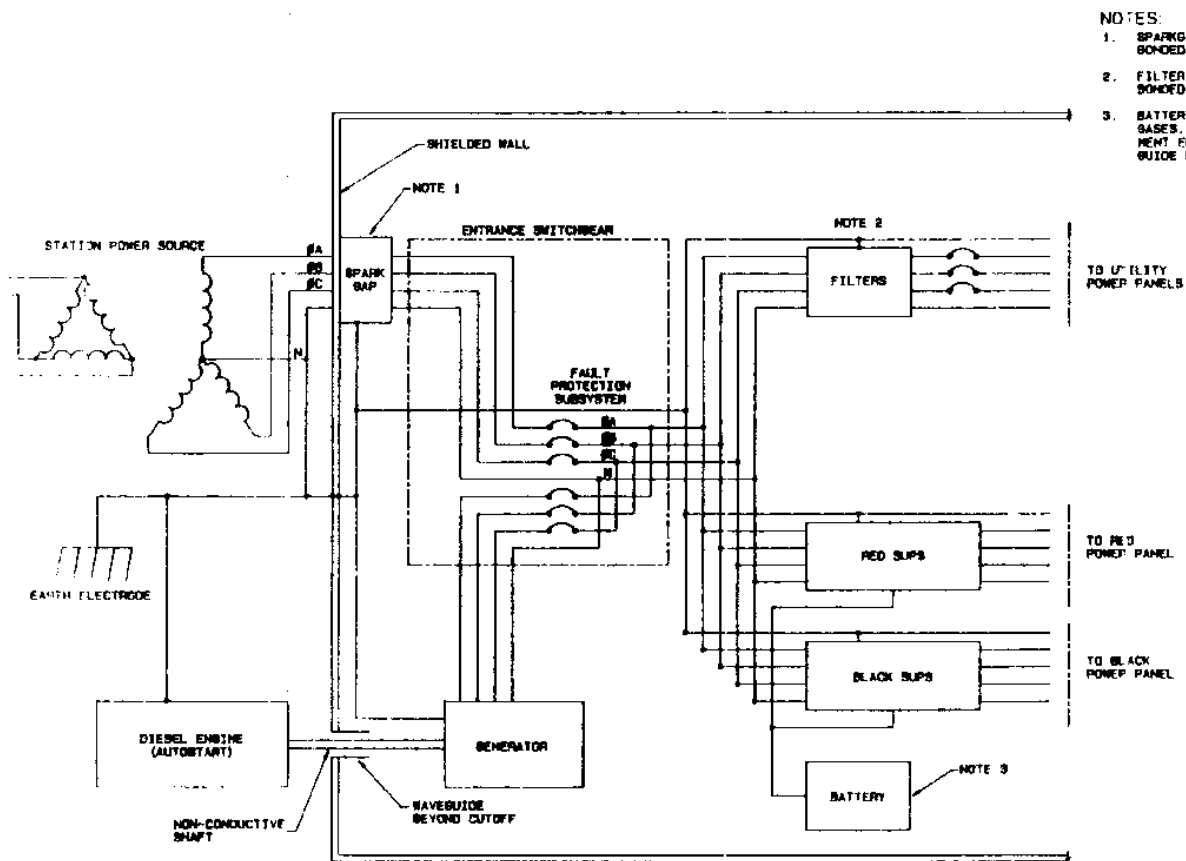 NOTES:
1. SPARKG
BONDED
2. FILTER
BONDED
3. BATTER
GASES.
MENT E
GUIDE
SHIELDED WALL
NOTE 1
STATION POWER SOURCE
ØA
ØB
ØC
N
SPARK
GAP
ENTRANCE SWITCHGEAR
NOTE 2
FILTERS
TO UTILITY
POWER PANELS
FAULT
PROTECTION
SUBSYSTEM
ØA
ØB
ØC
N
EARTH ELECTRODE
RED SUPS
TO RED
POWER PANEL
BLACK SUPS
TO BLACK
POWER PANEL
DIESEL ENGINE
(AUTOSTART)
GENERATOR
BATTERY
NOTE 3
NON-CONDUCTIVE
SHAFT
WAVEGUIDE
BEYOND CUTOFF